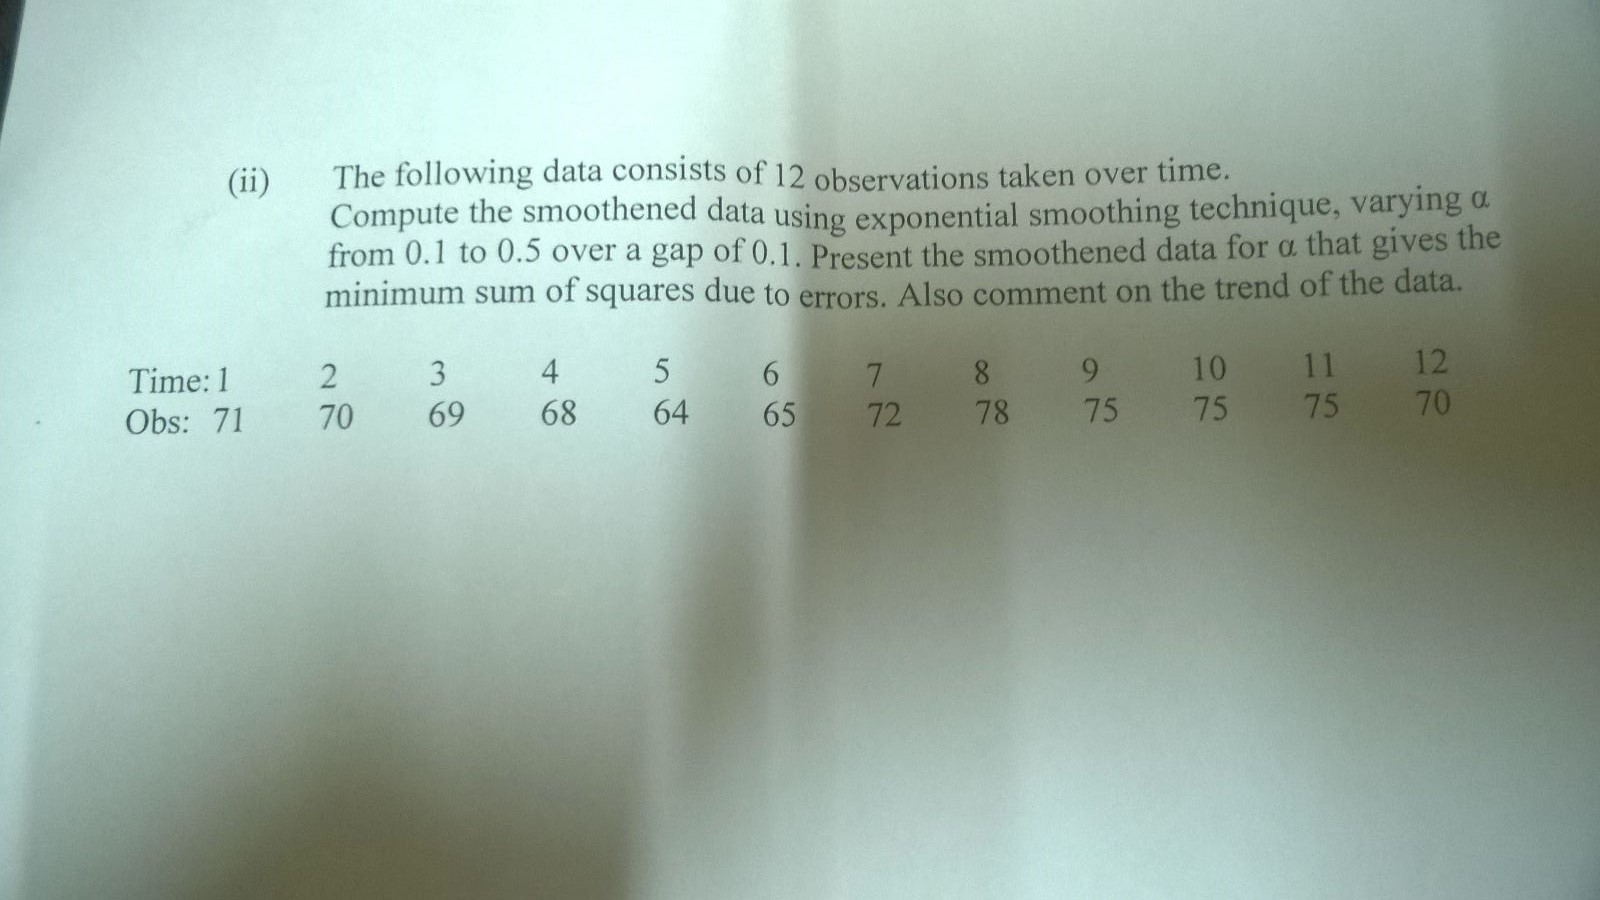 (ii) The following data consists of 12 observations taken over time.
Compute the smoothened data using exponential smoothing technique, varying α
from 0.1 to 0.5 over a gap of 0.1. Present the smoothened data for α that gives the
minimum sum of squares due to errors. Also comment on the trend of the data.
Time: 1 2 3 4 5 6 7 8 9 10 11 12
Obs: 71 70 69 68 64 65 72 78 75 75 75 70